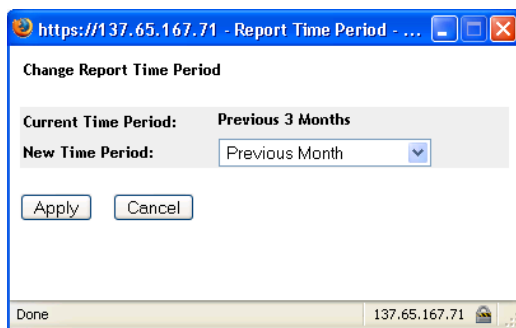 https://137.65.167.71 - Report Time Period - ...
Change Report Time Period
Current Time Period: Previous 3 Months
New Time Period: Previous Month
Apply Cancel
Done 137.65.167.71